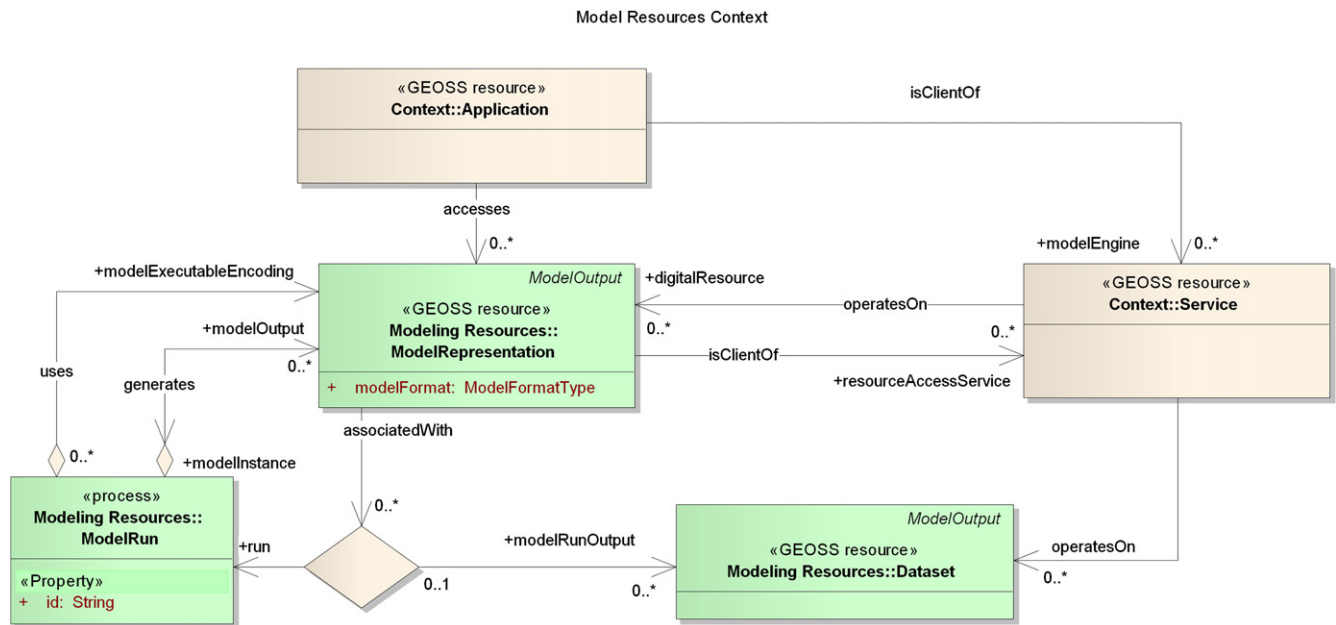 Model Resources Context
«GEOSS resource»
Context::Application
isClientOf
accesses
0..*
+modelEngine
0..*
+modelExecutableEncoding
ModelOutput
«GEOSS resource»
Modeling Resources::
ModelRepresentation
+ modelFormat: ModelFormatType
+digitalResource
0..*
operatesOn
«GEOSS resource»
Context::Service
0..*
isClientOf
+resourceAccessService
+modelOutput
0..*
uses
generates
associatedWith
0..*
+modelInstance
«process»
Modeling Resources::
ModelRun
«Property»
+ id: String
0..*
+run
0..1
+modelRunOutput
0..*
ModelOutput
«GEOSS resource»
Modeling Resources::Dataset
operatesOn
0..*